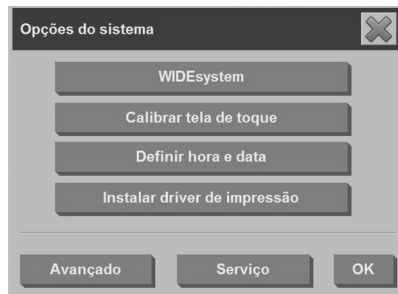 Opções do sistema
WIDEsystem
Calibrar tela de toque
Definir hora e data
Instalar driver de impressão
Avançado Serviço OK